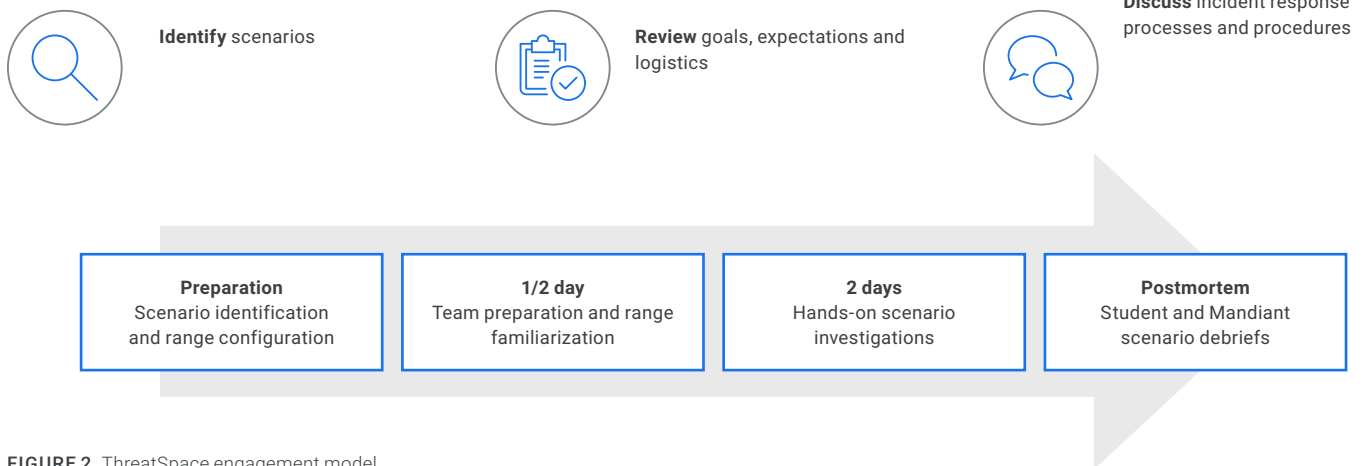 Identify scenarios
Review goals, expectations and
logistics
Discuss incident response
processes and procedures
Preparation
Scenario identification
and range configuration
1/2 day
Team preparation and range
familiarization
2 days
Hands-on scenario
investigations
Postmortem
Student and Mandiant
scenario debriefs
FIGURE 2. ThreatSpace engagement model